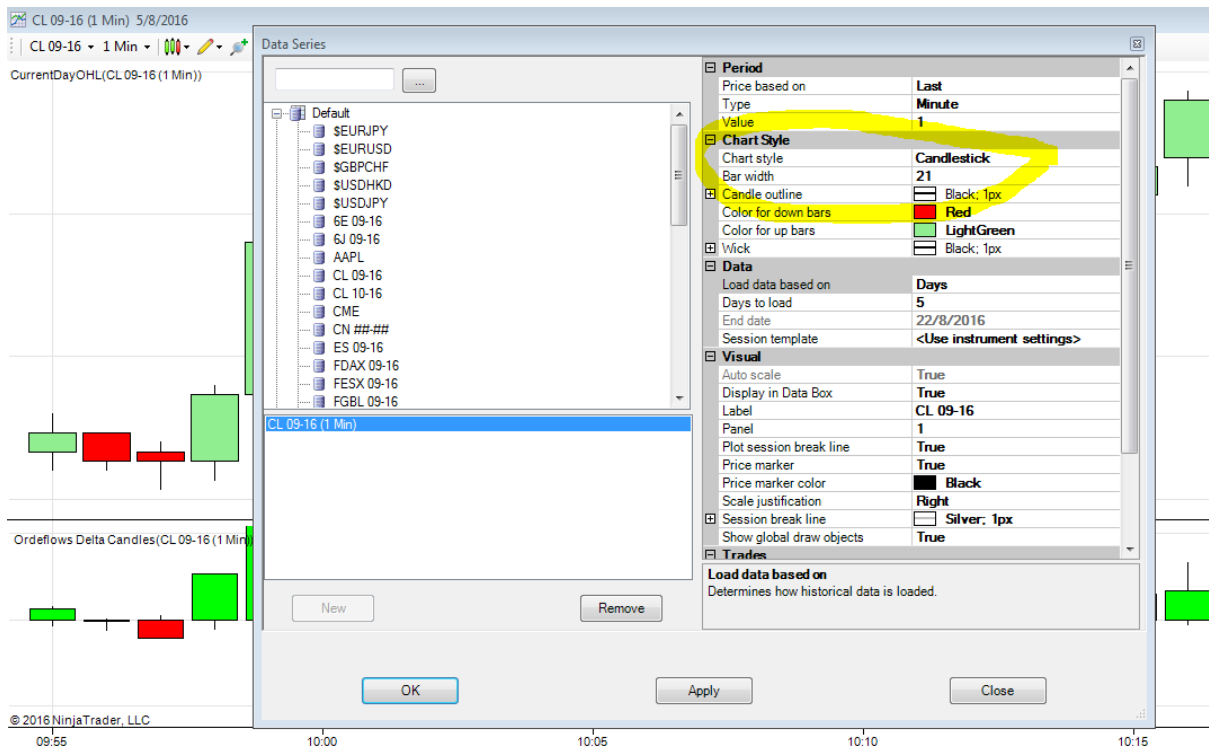 CL 09-16 (1 Min) 5/8/2016
CL 09-16 1 Min
CurrentDayOHL(CL 09-16 (1 Min))
Data Series
...
Default
$EURJPY
$EURUSD
$GBPCHF
$USDHKD
$USDJPY
6E 09-16
6J 09-16
AAPL
CL 09-16
CL 10-16
CME
CN ##-##
ES 09-16
FDAX 09-16
FESX 09-16
FGBL 09-16
CL 09-16 (1 Min)
New
Remove
Period
Price based on Last
Type Minute
Value 1
Chart Style
Chart style Candlestick
Bar width 21
Candle outline Black; 1px
Color for down bars Red
Color for up bars LightGreen
Wick Black; 1px
Data
Load data based on Days
Days to load 5
End date 22/8/2016
Session template <Use instrument settings>
Visual
Auto scale True
Display in Data Box True
Label CL 09-16
Panel 1
Plot session break line True
Price marker True
Price marker color Black
Scale justification Right
Session break line Silver; 1px
Show global draw objects True
Trades
Load data based on
Determines how historical data is loaded.
OK
Apply
Close
Ordeflows Delta Candles(CL 09-16 (1 Min)
© 2016 NinjaTrader, LLC
09:55 10:00 10:05 10:10 10:15